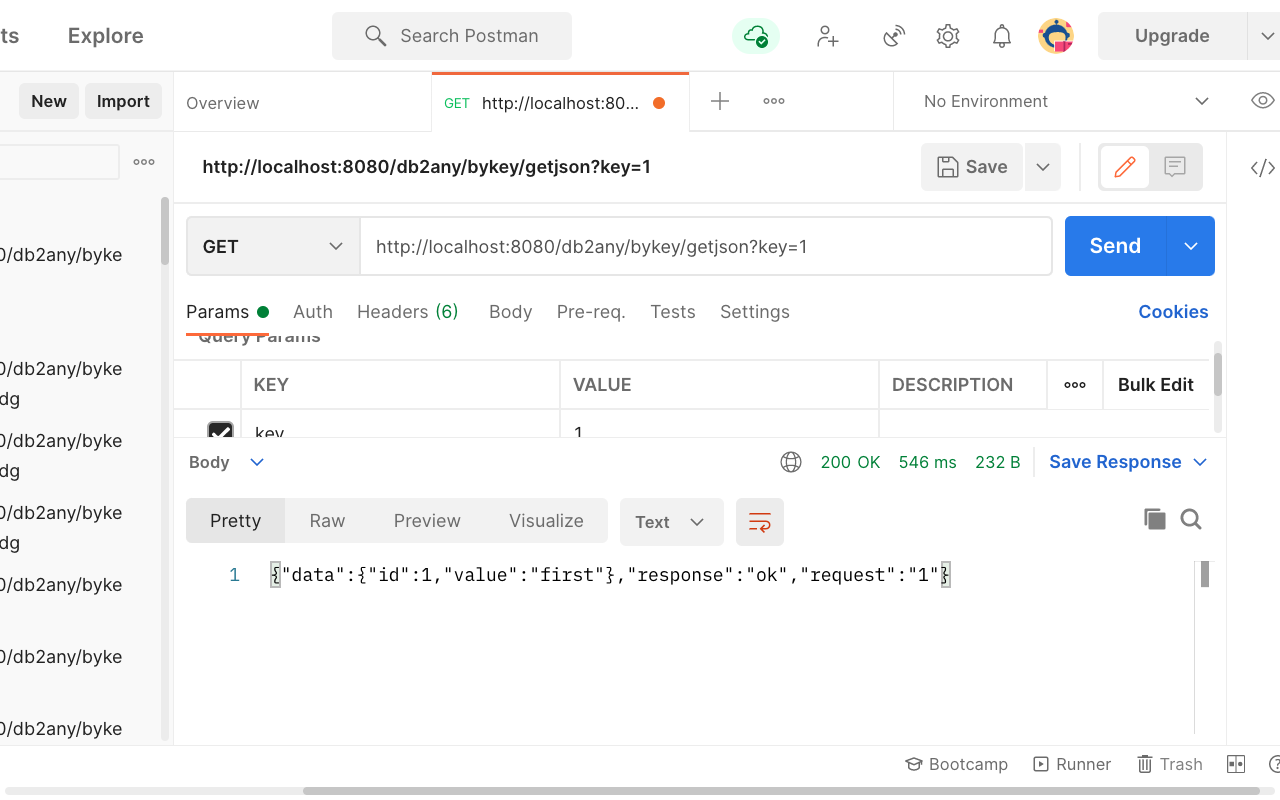 ts
Explore
Search Postman
Upgrade
New
Import
Overview
GET http://localhost:80...
No Environment
http://localhost:8080/db2any/bykey/getjson?key=1
Save
0/db2any/byke
GET
http://localhost:8080/db2any/bykey/getjson?key=1
Send
Params
Auth
Headers (6)
Body
Pre-req.
Tests
Settings
Cookies
Query Params
0/db2any/byke
dg
KEY
VALUE
DESCRIPTION
Bulk Edit
key
1
0/db2any/byke
dg
Body
200 OK
546 ms
232 B
Save Response
0/db2any/byke
dg
Pretty
Raw
Preview
Visualize
Text
0/db2any/byke
1
{"data":{"id":1,"value":"first"},"response":"ok","request":"1"}
0/db2any/byke
0/db2any/byke
Bootcamp
Runner
Trash